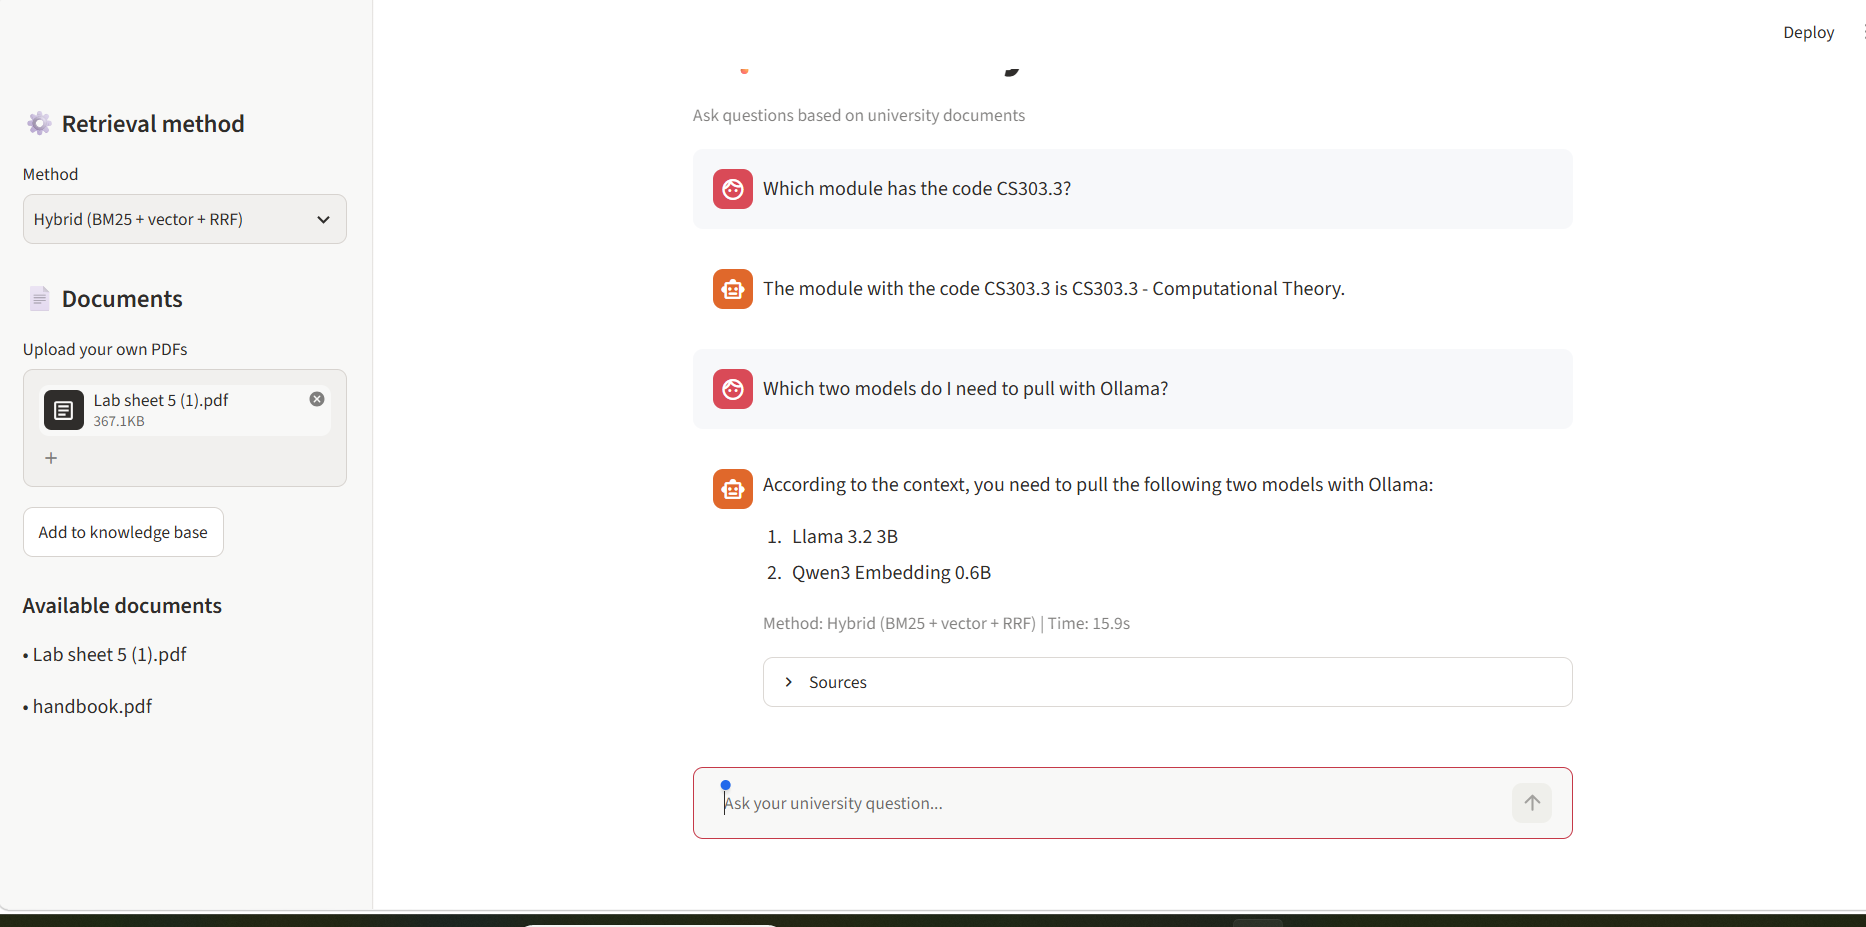 Deploy
Retrieval method
Method
Hybrid (BM25 + vector + RRF)
Documents
Upload your own PDFs
Lab sheet 5 (1).pdf
367.1KB
Add to knowledge base
Available documents
• Lab sheet 5 (1).pdf
• handbook.pdf
Ask questions based on university documents
Which module has the code CS303.3?
The module with the code CS303.3 is CS303.3 - Computational Theory.
Which two models do I need to pull with Ollama?
According to the context, you need to pull the following two models with Ollama:
1. Llama 3.2 3B
2. Qwen3 Embedding 0.6B
Method: Hybrid (BM25 + vector + RRF) | Time: 15.9s
Sources
Ask your university question...